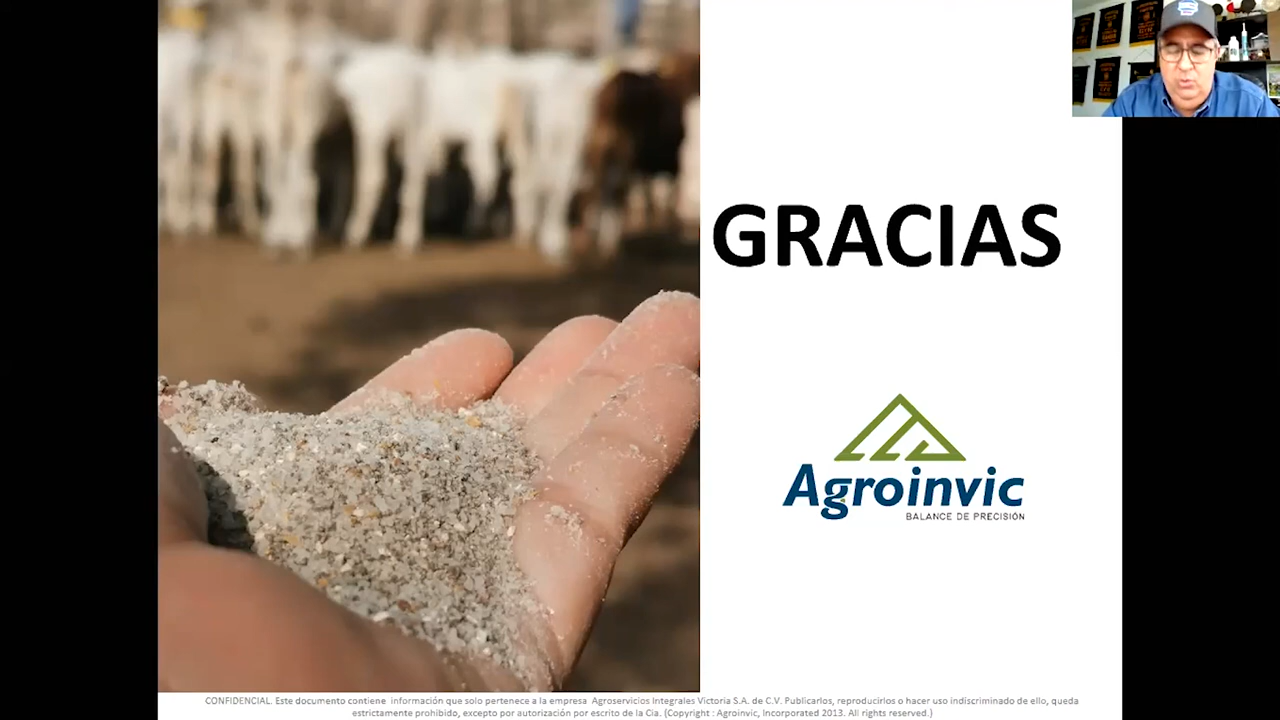 GRACIAS
Agroinvic
BALANCE DE PRECISIÓN
CONFIDENCIAL. Este documento contiene información que solo pertenece a la empresa Agroservicios Integrales Victoria S.A. de C.V. Publicarlos, reproducirlos o hacer uso indiscriminado de ello, queda
estrictamente prohibido, excepto por autorización por escrito de la Cia. (Copyright : Agroinvic, Incorporated 2013. All rights reserved.)